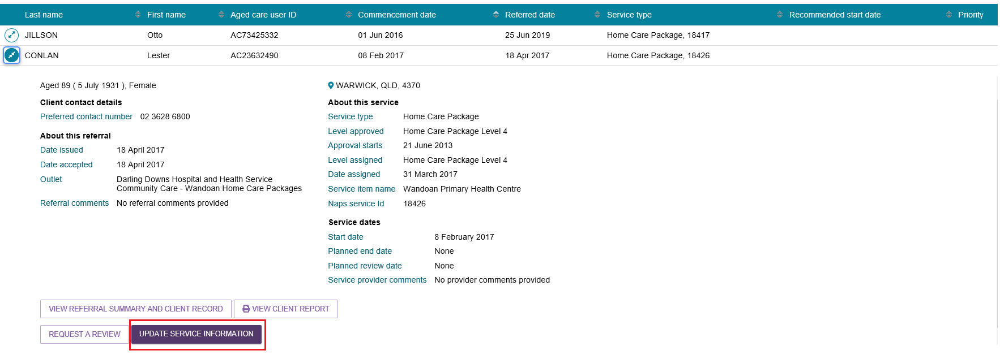 Last name First name Aged care user ID Commencement date Referred date Service type Recommended start date Priority
JILLSON Otto AC73425332 01 Jun 2016 25 Jun 2019 Home Care Package, 18417
CONLAN Lester AC23632490 08 Feb 2017 18 Apr 2017 Home Care Package, 18426
Aged 89 ( 5 July 1931 ), Female
Client contact details
Preferred contact number 02 3628 6800
About this referral
Date issued 18 April 2017
Date accepted 18 April 2017
Outlet Darling Downs Hospital and Health Service
Community Care - Wandoan Home Care Packages
Referral comments No referral comments provided
WARWICK, QLD, 4370
About this service
Service type Home Care Package
Level approved Home Care Package Level 4
Approval starts 21 June 2013
Level assigned Home Care Package Level 4
Date assigned 31 March 2017
Service item name Wandoan Primary Health Centre
Naps service Id 18426
Service dates
Start date 8 February 2017
Planned end date None
Planned review date None
Service provider comments No provider comments provided
VIEW REFERRAL SUMMARY AND CLIENT RECORD VIEW CLIENT REPORT
REQUEST A REVIEW UPDATE SERVICE INFORMATION